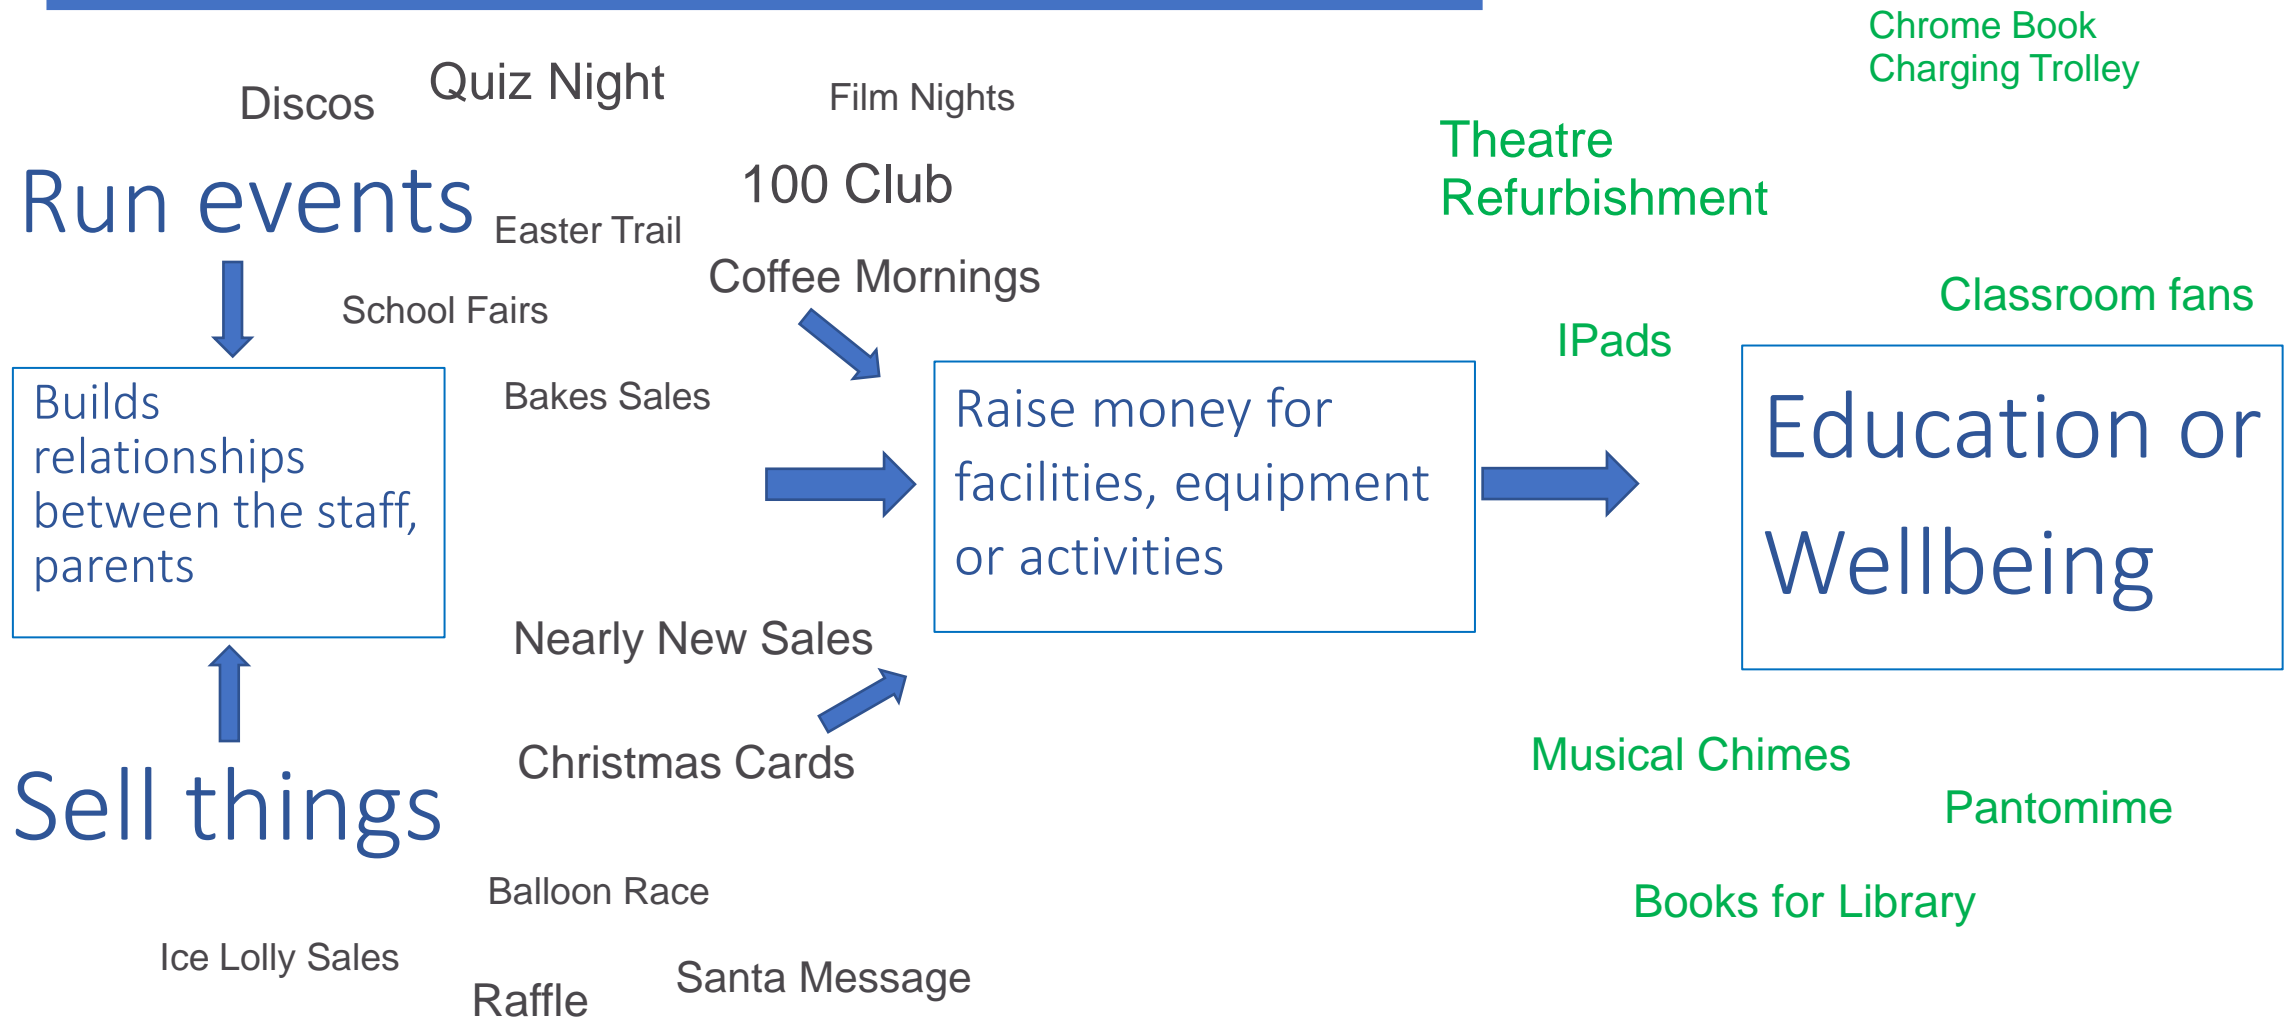 Chrome Book
Charging Trolley
Discos
Quiz Night
Film Nights
Theatre
Refurbishment
Run events
100 Club
Easter Trail
Coffee Mornings
School Fairs
Classroom fans
IPads
Builds
relationships
between the staff,
parents
Bakes Sales
Raise money for
facilities, equipment
or activities
Education or
Wellbeing
Nearly New Sales
Christmas Cards
Sell things
Musical Chimes
Pantomime
Balloon Race
Books for Library
Ice Lolly Sales
Raffle
Santa Message